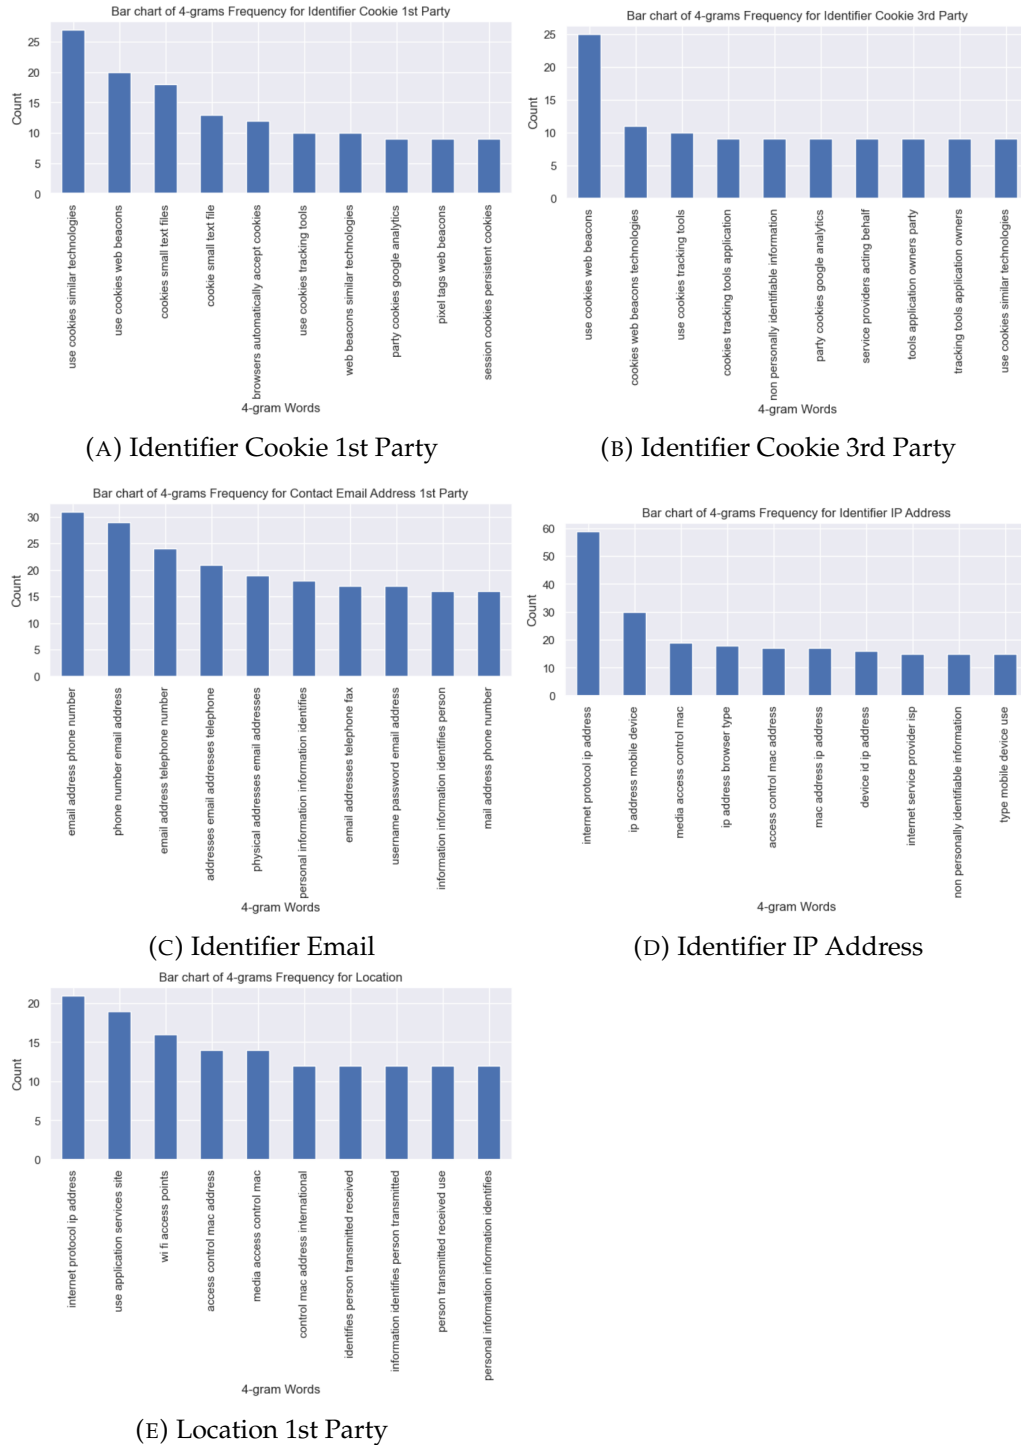 Bar chart of 4-grams Frequency for Identifier Cookie 1st Party
25
20
15
10
5
0
Count
use cookies similar technologies
use cookies web beacons
cookies small text files
cookie small text file
browsers automatically accept cookies
use cookies tracking tools
web beacons similar technologies
party cookies google analytics
pixel tags web beacons
session cookies persistent cookies
4-gram Words
(A) Identifier Cookie 1st Party
Bar chart of 4-grams Frequency for Identifier Cookie 3rd Party
25
20
15
10
5
0
Count
use cookies web beacons
cookies web beacons technologies
use cookies tracking tools
cookies tracking tools application
non personally identifiable information
party cookies google analytics
service providers acting behalf
tools application owners party
tracking tools application owners
use cookies similar technologies
4-gram Words
(B) Identifier Cookie 3rd Party
Bar chart of 4-grams Frequency for Contact Email Address 1st Party
30
25
20
15
10
5
0
Count
email address phone number
phone number email address
email address telephone number
addresses email addresses telephone
physical addresses email addresses
personal information information identifies
email addresses telephone fax
username password email address
information information identifies person
mail address phone number
4-gram Words
(C) Identifier Email
Bar chart of 4-grams Frequency for Identifier IP Address
60
50
40
30
20
10
0
Count
internet protocol ip address
ip address mobile device
media access control mac
ip address browser type
access control mac address
mac address ip address
device id ip address
internet service provider isp
non personally identifiable information
type mobile device use
4-gram Words
(D) Identifier IP Address
Bar chart of 4-grams Frequency for Location
20
15
10
5
0
Count
internet protocol ip address
use application services site
wi fi access points
access control mac address
media access control mac
control mac address international
identifies person transmitted received
information identifies person transmitted
person transmitted received use
personal information information identifies
4-gram Words
(E) Location 1st Party